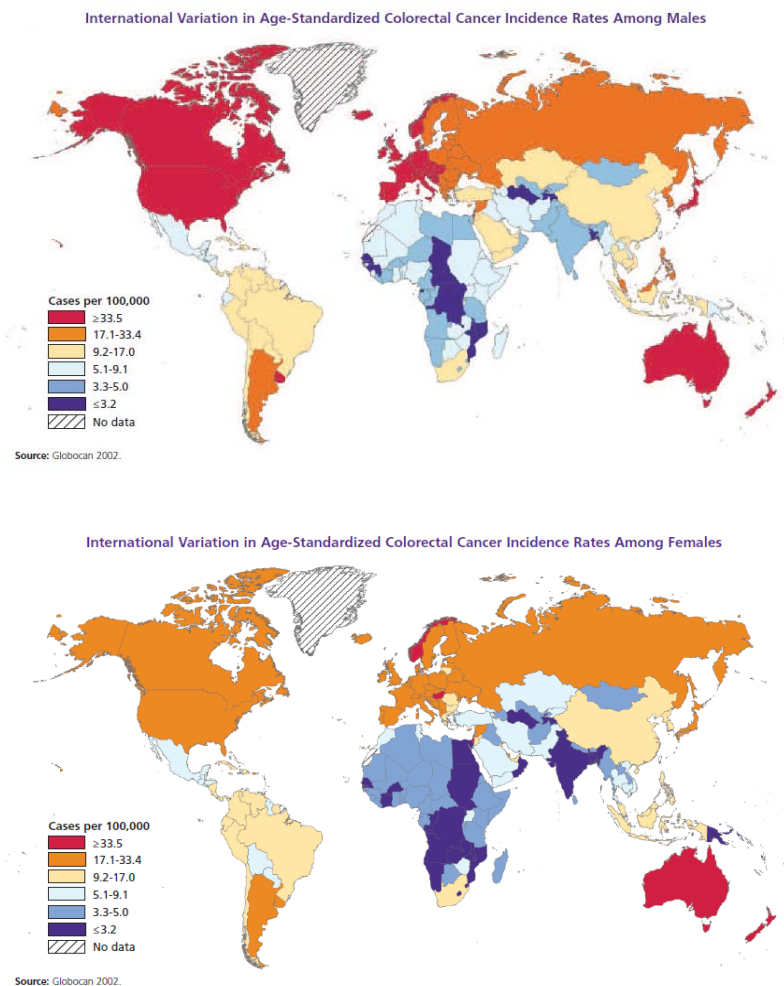 International Variation in Age-Standardized Colorectal Cancer Incidence Rates Among Males
Cases per 100,000
≥33.5
17.1-33.4
9.2-17.0
5.1-9.1
3.3-5.0
≤3.2
No data
Source: Globocan 2002.
International Variation in Age-Standardized Colorectal Cancer Incidence Rates Among Females
Cases per 100,000
≥33.5
17.1-33.4
9.2-17.0
5.1-9.1
3.3-5.0
≤3.2
No data
Source: Globocan 2002.